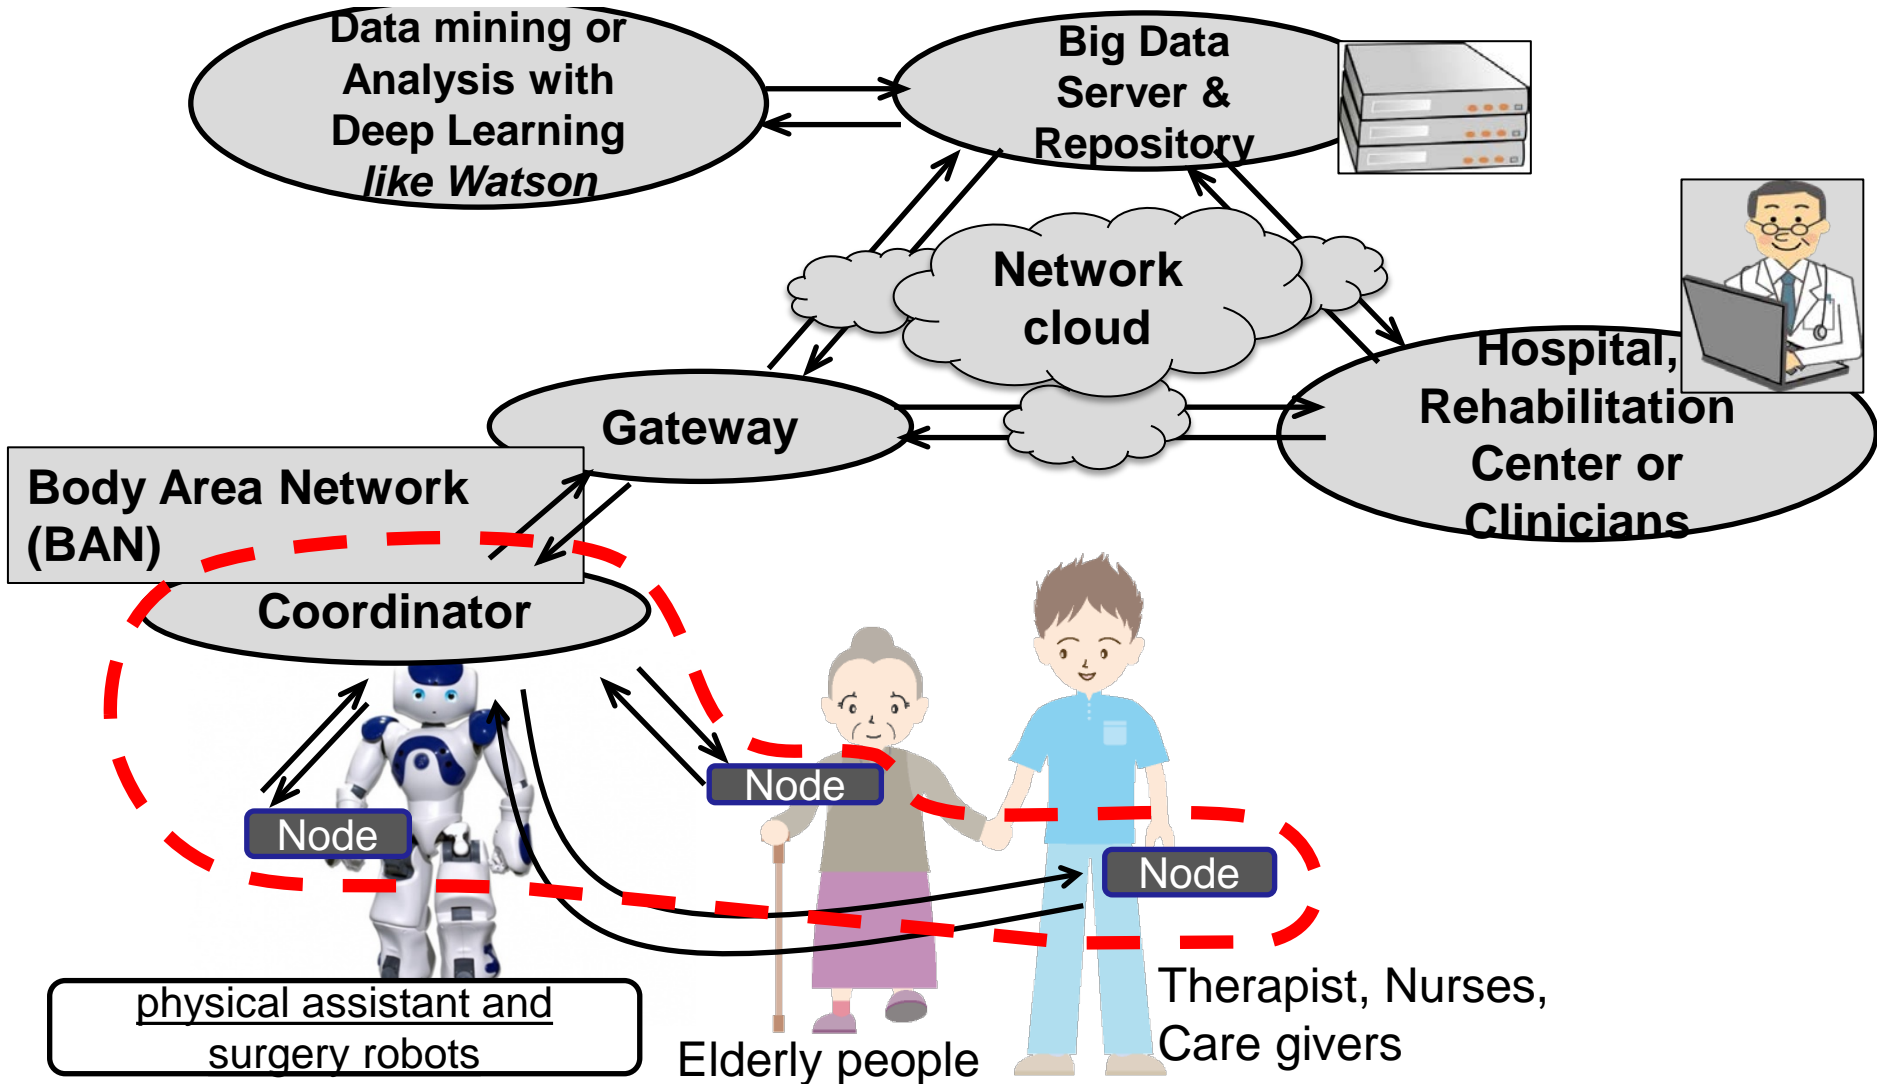 Data mining or
Analysis with
Deep Learning
like Watson
Big Data
Server &
Repository
Network
cloud
Hospital,
Rehabilitation
Center or
Clinicians
Gateway
Body Area Network
(BAN)
Coordinator
Node
Node
Node
physical assistant and
surgery robots
Elderly people
Therapist, Nurses,
Care givers